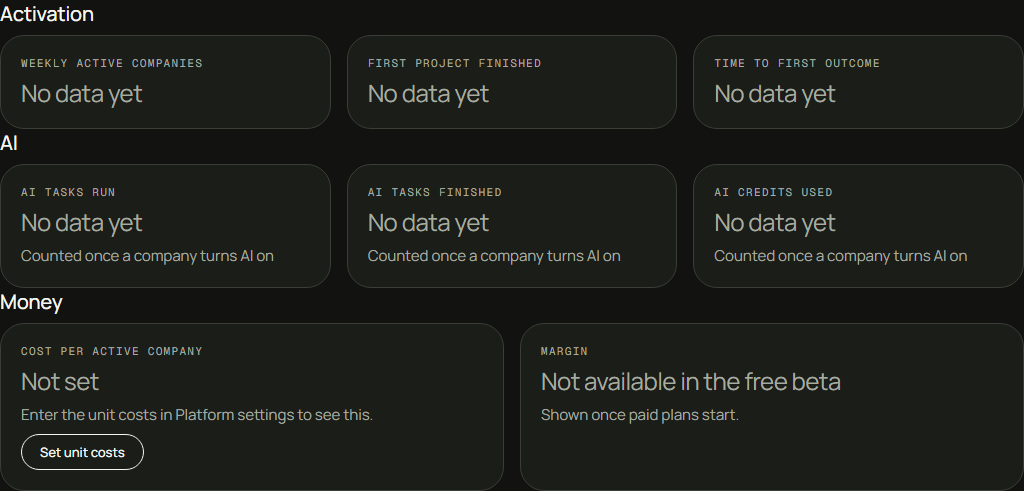 Activation
WEEKLY ACTIVE COMPANIES
No data yet
FIRST PROJECT FINISHED
No data yet
TIME TO FIRST OUTCOME
No data yet
AI
AI TASKS RUN
No data yet
Counted once a company turns AI on
AI TASKS FINISHED
No data yet
Counted once a company turns AI on
AI CREDITS USED
No data yet
Counted once a company turns AI on
Money
COST PER ACTIVE COMPANY
Not set
Enter the unit costs in Platform settings to see this.
Set unit costs
MARGIN
Not available in the free beta
Shown once paid plans start.